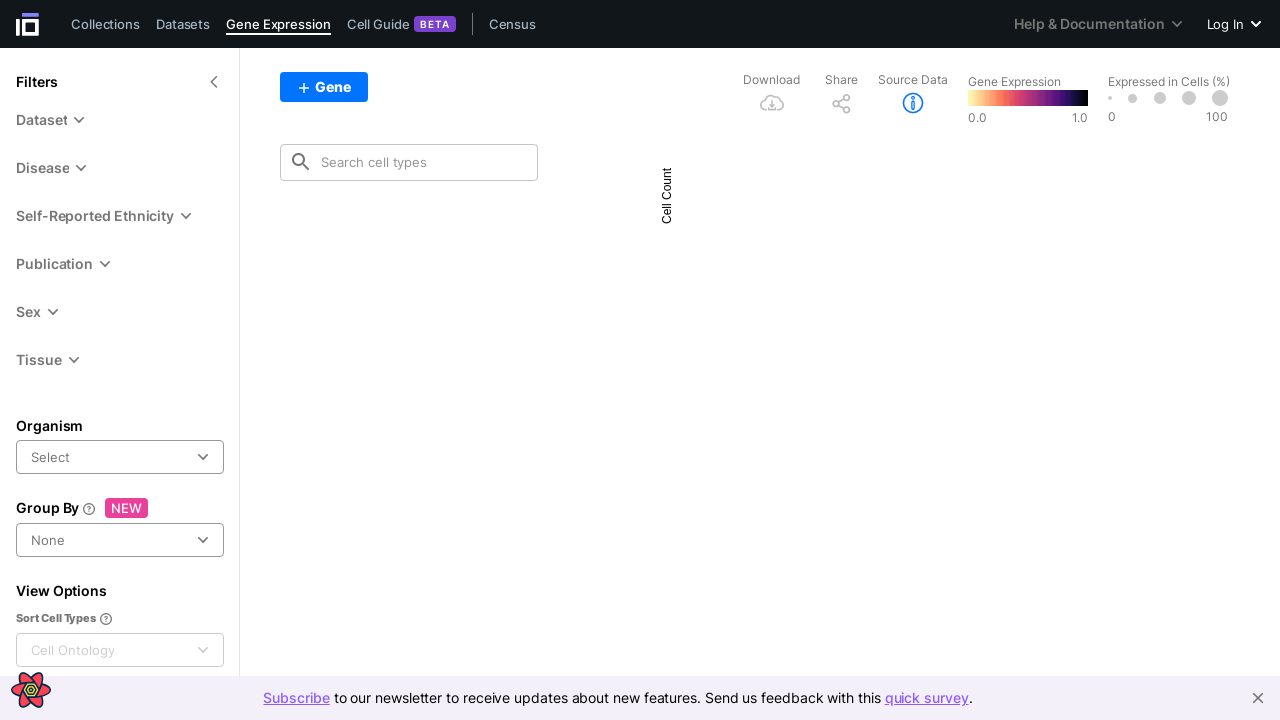 Collections Datasets Gene Expression Cell Guide BETA Census Help & Documentation Log In
Filters
Dataset
Disease
Self-Reported Ethnicity
Publication
Sex
Tissue
Organism
Select
Group By NEW
None
View Options
Sort Cell Types
Cell Ontology
+ Gene
Download Share Source Data
Gene Expression
0.0 1.0
Expressed in Cells (%)
0 100
Search cell types
Cell Count
Subscribe to our newsletter to receive updates about new features. Send us feedback with this quick survey.